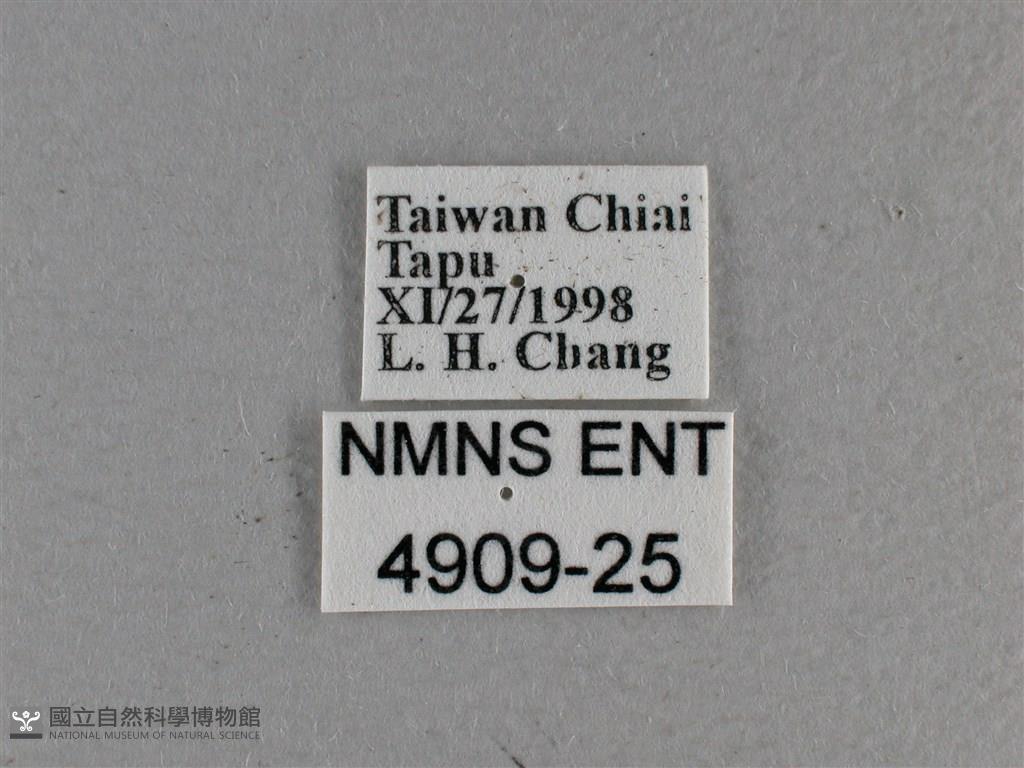 Taiwan Chiai
Tapu
XI/27/1998
L. H. Chang
NMNS ENT
4909-25
國立自然科學博物館
NATIONAL MUSEUM OF NATURAL SCIENCE